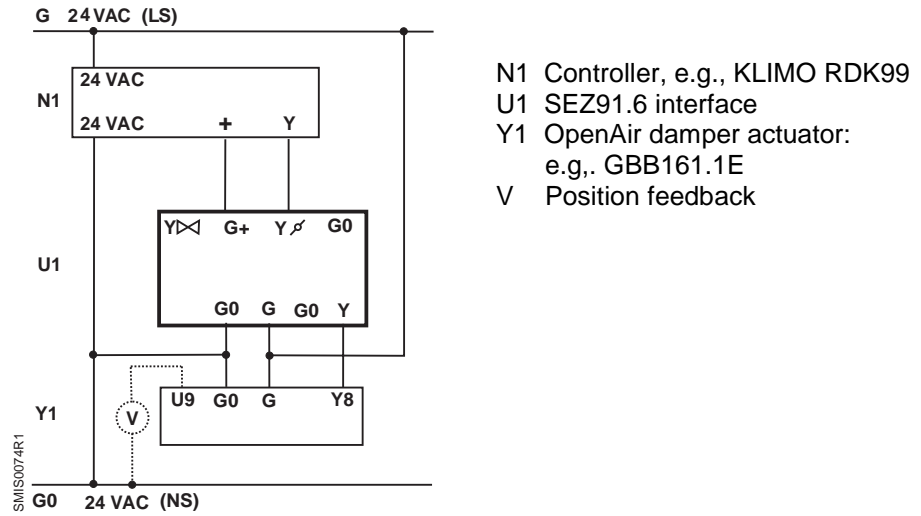 G 24 VAC (LS)
24 VAC
N1
24 VAC + Y
Y G+ Y G0
U1
G0 G G0 Y
U9 G0 G Y8
Y1
V
SMIS0074R1
G0 24 VAC (NS)
N1 Controller, e.g., KLIMO RDK99
U1 SEZ91.6 interface
Y1 OpenAir damper actuator:
e.g,. GBB161.1E
V Position feedback